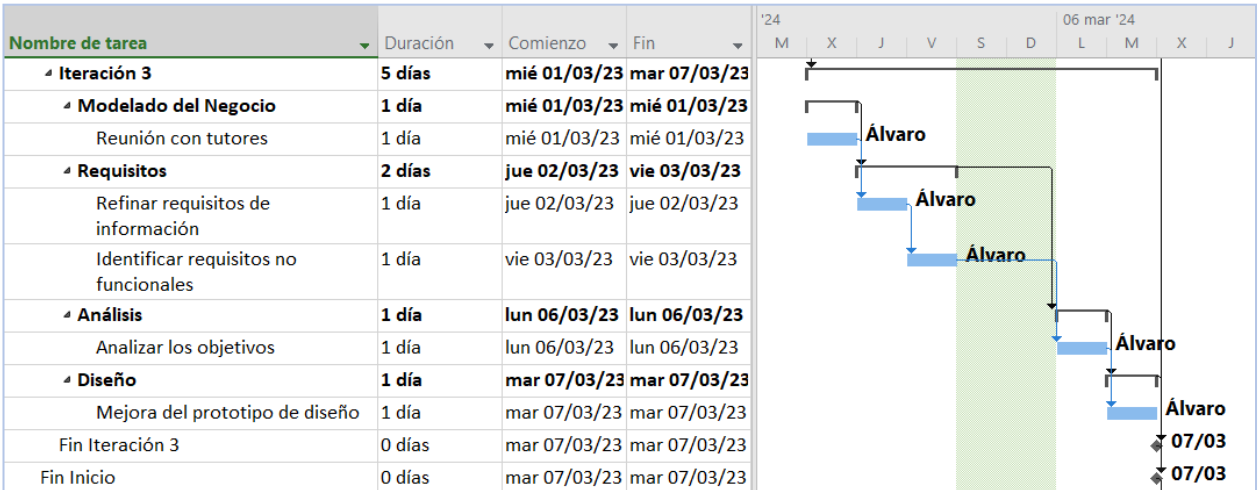 '24 06 mar '24
Nombre de tarea Duración Comienzo Fin M X J V S D L M X J
Iteración 3 5 días mié 01/03/23 mar 07/03/23
Modelado del Negocio 1 día mié 01/03/23 mié 01/03/23
Reunión con tutores 1 día mié 01/03/23 mié 01/03/23 Álvaro
Requisitos 2 días jue 02/03/23 vie 03/03/23
Refinar requisitos de 1 día jue 02/03/23 jue 02/03/23 Álvaro
información
Identificar requisitos no 1 día vie 03/03/23 vie 03/03/23 Álvaro
funcionales
Análisis 1 día lun 06/03/23 lun 06/03/23
Analizar los objetivos 1 día lun 06/03/23 lun 06/03/23 Álvaro
Diseño 1 día mar 07/03/23 mar 07/03/23
Mejora del prototipo de diseño 1 día mar 07/03/23 mar 07/03/23 Álvaro
Fin Iteración 3 0 días mar 07/03/23 mar 07/03/23 07/03
Fin Inicio 0 días mar 07/03/23 mar 07/03/23 07/03